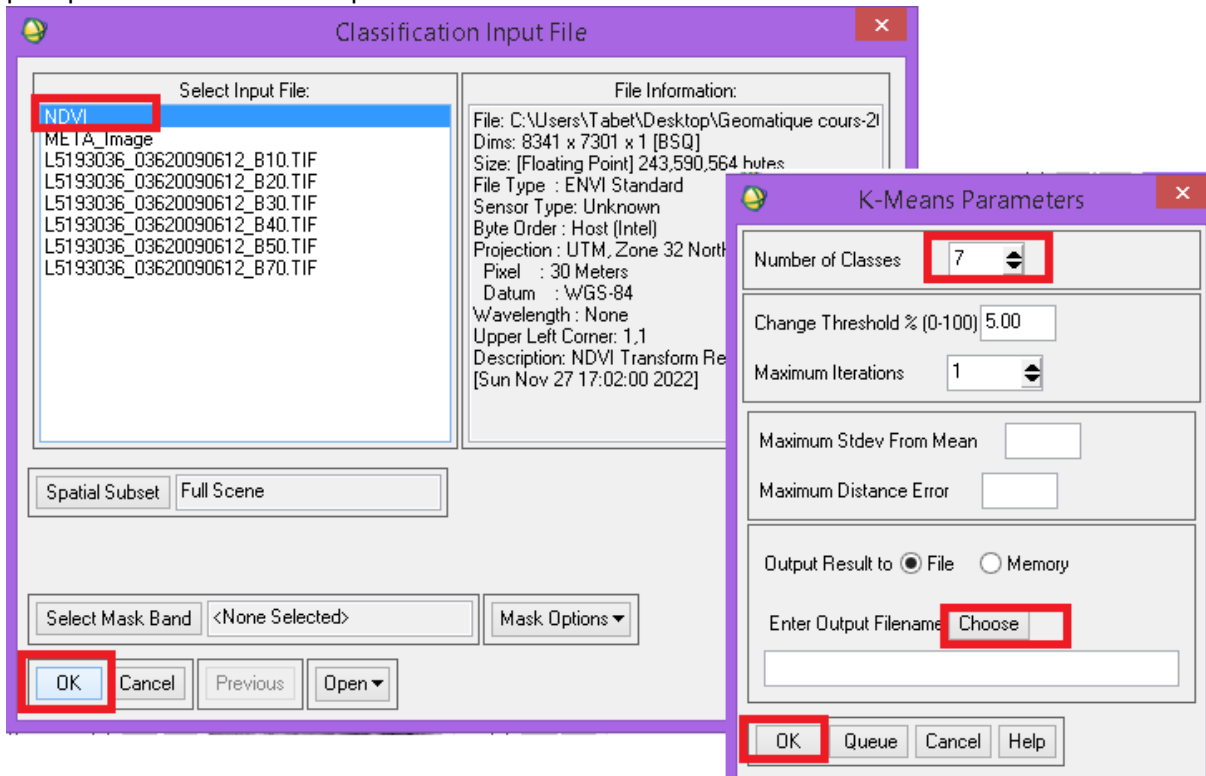 Classification Input File
Select Input File:
NDVI
META_Image
L5193036_03620090612_B10.TIF
L5193036_03620090612_B20.TIF
L5193036_03620090612_B30.TIF
L5193036_03620090612_B40.TIF
L5193036_03620090612_B50.TIF
L5193036_03620090612_B70.TIF
File Information:
File: C:\Users\Tabet\Desktop\Geomatique cours-2
Dims: 8341 x 7301 x 1 [BSQ]
Size: [Floating Point] 243,590,564 bytes
File Type : ENVI Standard
Sensor Type: Unknown
Byte Order : Host (Intel)
Projection : UTM, Zone 32 North
Pixel : 30 Meters
Datum : WGS-84
Wavelength : None
Upper Left Corner: 1,1
Description: NDVI Transform Re
[Sun Nov 27 17:02:00 2022]
Spatial Subset Full Scene
Select Mask Band <None Selected> Mask Options
OK Cancel Previous Open
K-Means Parameters
Number of Classes 7
Change Threshold % (0-100) 5.00
Maximum Iterations 1
Maximum Stdev From Mean
Maximum Distance Error
Output Result to File Memory
Enter Output Filename Choose
OK Queue Cancel Help